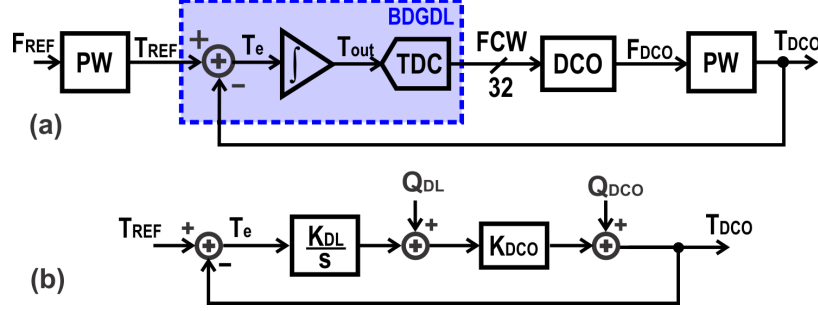 BDGDL
FREF PW TREF + − Te ∫ Tout TDC FCW 32 DCO FDCO PW TDCO
(a)
QDL QDCO
TREF + − Te KDL/s + KDCO + TDCO
(b)